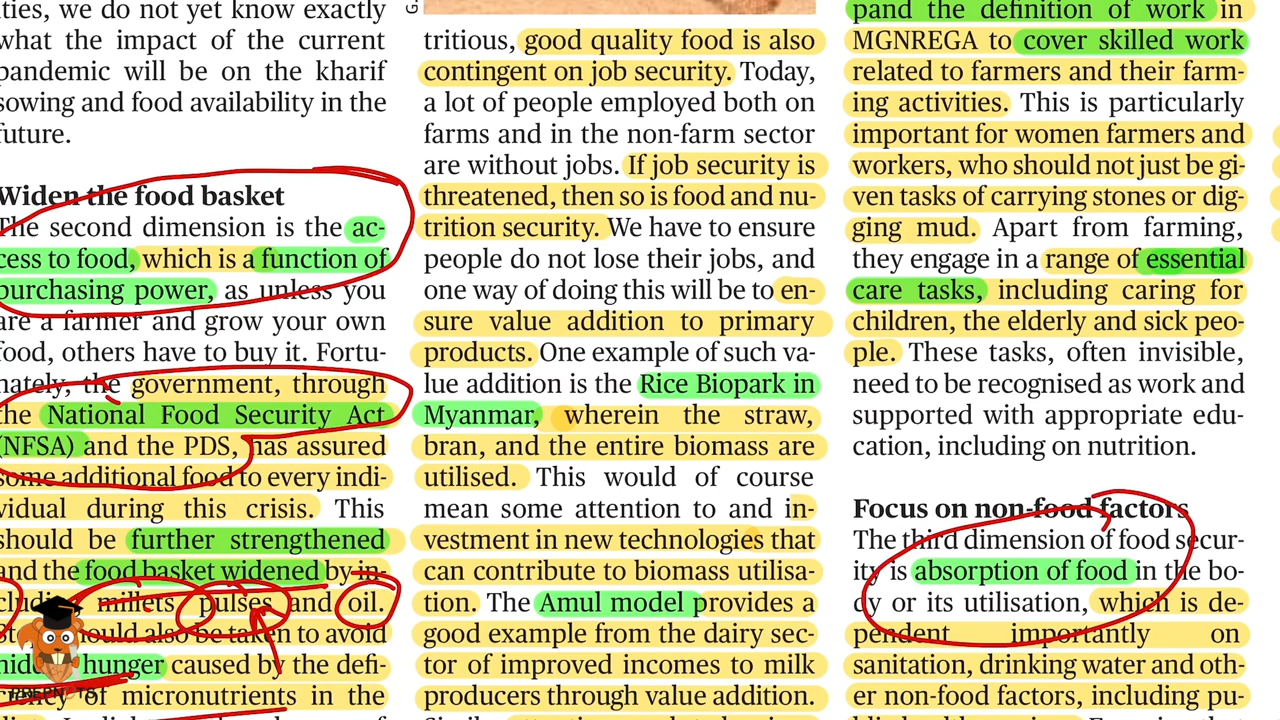 ities, we do not yet know exactly
what the impact of the current
pandemic will be on the kharif
sowing and food availability in the
future.
Widen the food basket
The second dimension is the ac-
cess to food, which is a function of
purchasing power, as unless you
are a farmer and grow your own
food, others have to buy it. Fortu-
nately, the government, through
the National Food Security Act
(NFSA) and the PDS, has assured
some additional food to every indi-
vidual during this crisis. This
should be further strengthened
and the food basket widened by in-
cluding millets pulses and oil.
should also be taken to avoid
hunger caused by the defi-
ciency of micronutrients in the
tritious, good quality food is also
contingent on job security. Today,
a lot of people employed both on
farms and in the non-farm sector
are without jobs. If job security is
threatened, then so is food and nu-
trition security. We have to ensure
people do not lose their jobs, and
one way of doing this will be to en-
sure value addition to primary
products. One example of such va-
lue addition is the Rice Biopark in
Myanmar, wherein the straw,
bran, and the entire biomass are
utilised. This would of course
mean some attention to and in-
vestment in new technologies that
can contribute to biomass utilisa-
tion. The Amul model provides a
good example from the dairy sec-
tor of improved incomes to milk
producers through value addition.
pand the definition of work in
MGNREGA to cover skilled work
related to farmers and their farm-
ing activities. This is particularly
important for women farmers and
workers, who should not just be gi-
ven tasks of carrying stones or dig-
ging mud. Apart from farming,
they engage in a range of essential
care tasks, including caring for
children, the elderly and sick peo-
ple. These tasks, often invisible,
need to be recognised as work and
supported with appropriate edu-
cation, including on nutrition.
Focus on non-food factors
The third dimension of food secur-
ity is absorption of food in the bo-
dy or its utilisation, which is de-
pendent importantly on
sanitation, drinking water and oth-
er non-food factors, including pu-